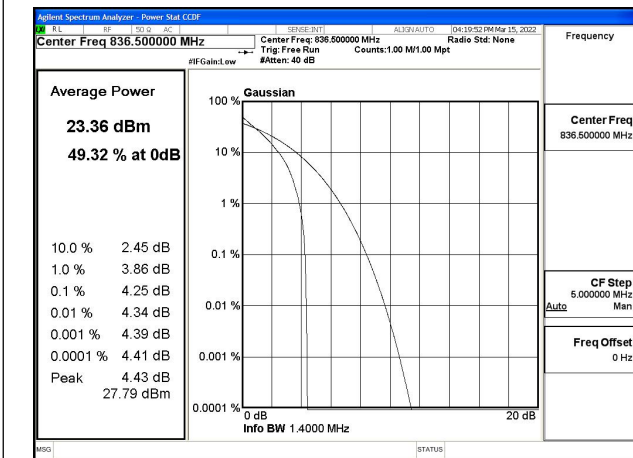 Agilent Spectrum Analyzer - Power Stat CCDF
RL RF 50 Ω AC SENSE:INT ALIGN AUTO 04:19:52 PM Mar 15, 2022
Center Freq 836.500000 MHz
Center Freq: 836.500000 MHz Radio Std: None
Trig: Free Run Counts:1.00 M/1.00 Mpt
#IFGain:Low #Atten: 40 dB
Frequency
Average Power
23.36 dBm
49.32 % at 0dB
10.0 % 2.45 dB
1.0 % 3.86 dB
0.1 % 4.25 dB
0.01 % 4.34 dB
0.001 % 4.39 dB
0.0001 % 4.41 dB
Peak 4.43 dB
27.79 dBm
Gaussian
100 %
10 %
1 %
0.1 %
0.01 %
0.001 %
0.0001 %
0 dB 20 dB
Info BW 1.4000 MHz
Center Freq
836.500000 MHz
CF Step
5.000000 MHz
Auto Man
Freq Offset
0 Hz
MSG STATUS